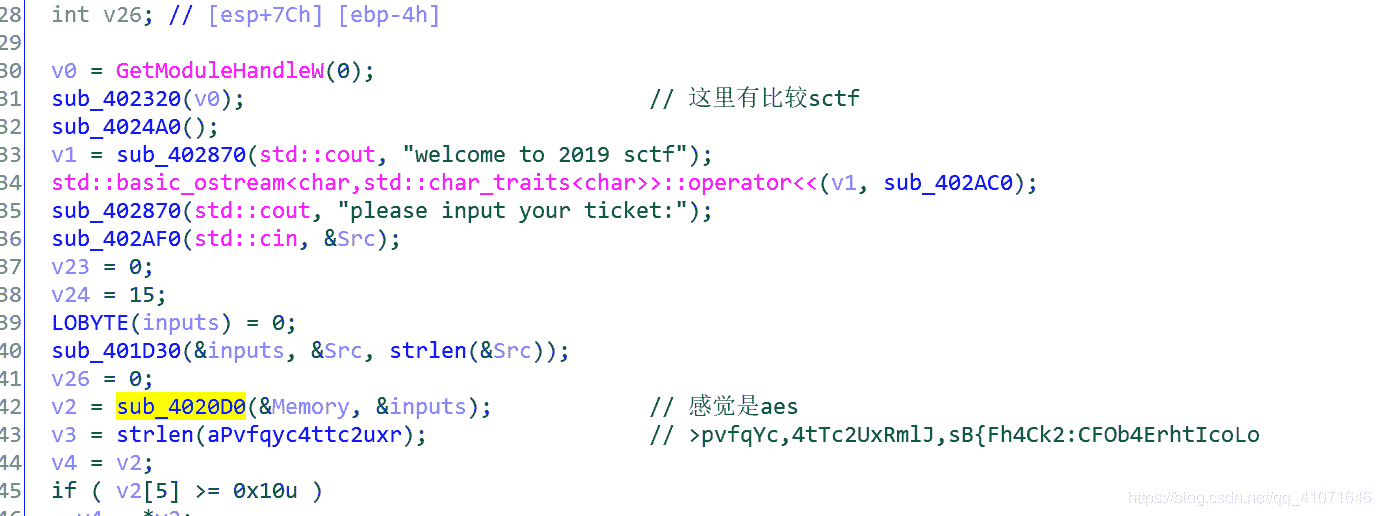 28 int v26; // [esp+7Ch] [ebp-4h]
29
30 v0 = GetModuleHandleW(0);
31 sub_402320(v0); // 这里有比较sctf
32 sub_4024A0();
33 v1 = sub_402870(std::cout, "welcome to 2019 sctf");
34 std::basic_ostream<char,std::char_traits<char>>::operator<<(v1, sub_402AC0);
35 sub_402870(std::cout, "please input your ticket:");
36 sub_402AF0(std::cin, &Src);
37 v23 = 0;
38 v24 = 15;
39 LOBYTE(inputs) = 0;
40 sub_401D30(&inputs, &Src, strlen(&Src));
41 v26 = 0;
42 v2 = sub_4020D0(&Memory, &inputs); // 感觉是aes
43 v3 = strlen(aPvfqyc4ttc2uxr); // >pvfqYc,4tTc2UxRmlJ,sB{Fh4Ck2:CFOb4ErhtIcoLo
44 v4 = v2;
45 if ( v2[5] >= 0x10u )
https://blog.csdn.net/qq_41071646